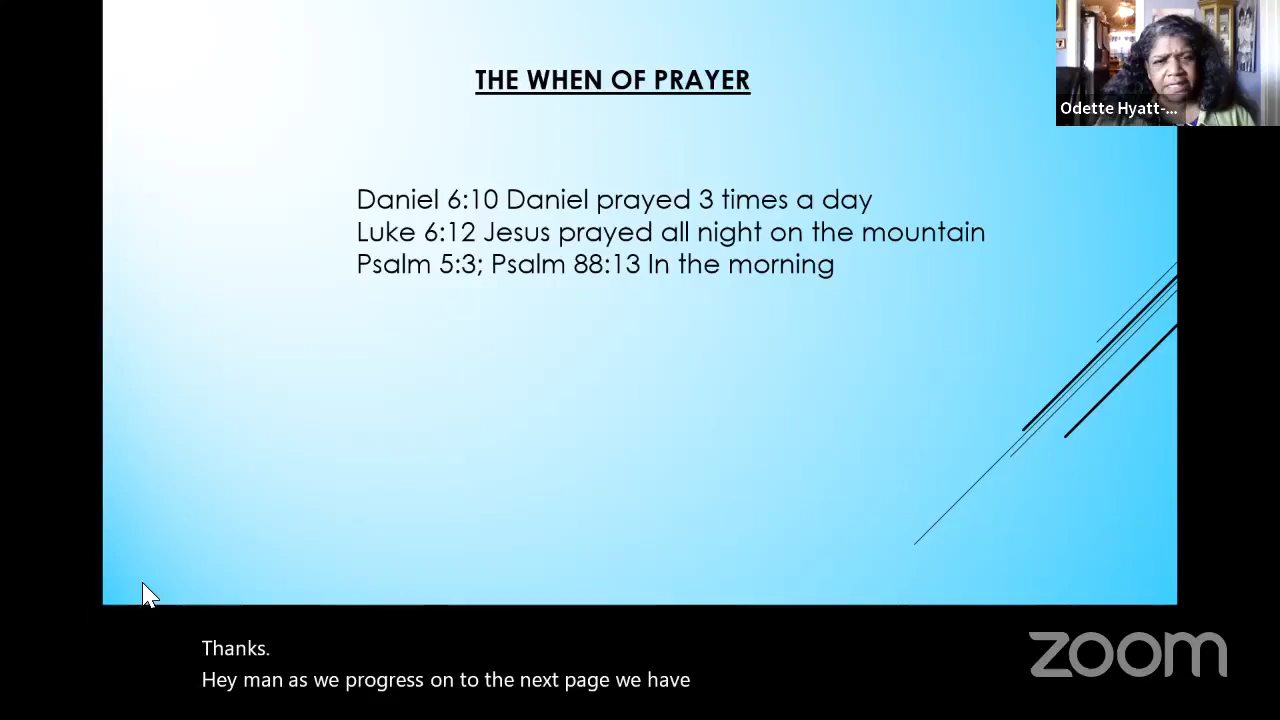 THE WHEN OF PRAYER
Odette Hyatt-...
Daniel 6:10 Daniel prayed 3 times a day
Luke 6:12 Jesus prayed all night on the mountain
Psalm 5:3; Psalm 88:13 In the morning
Thanks.
Hey man as we progress on to the next page we have
zoom